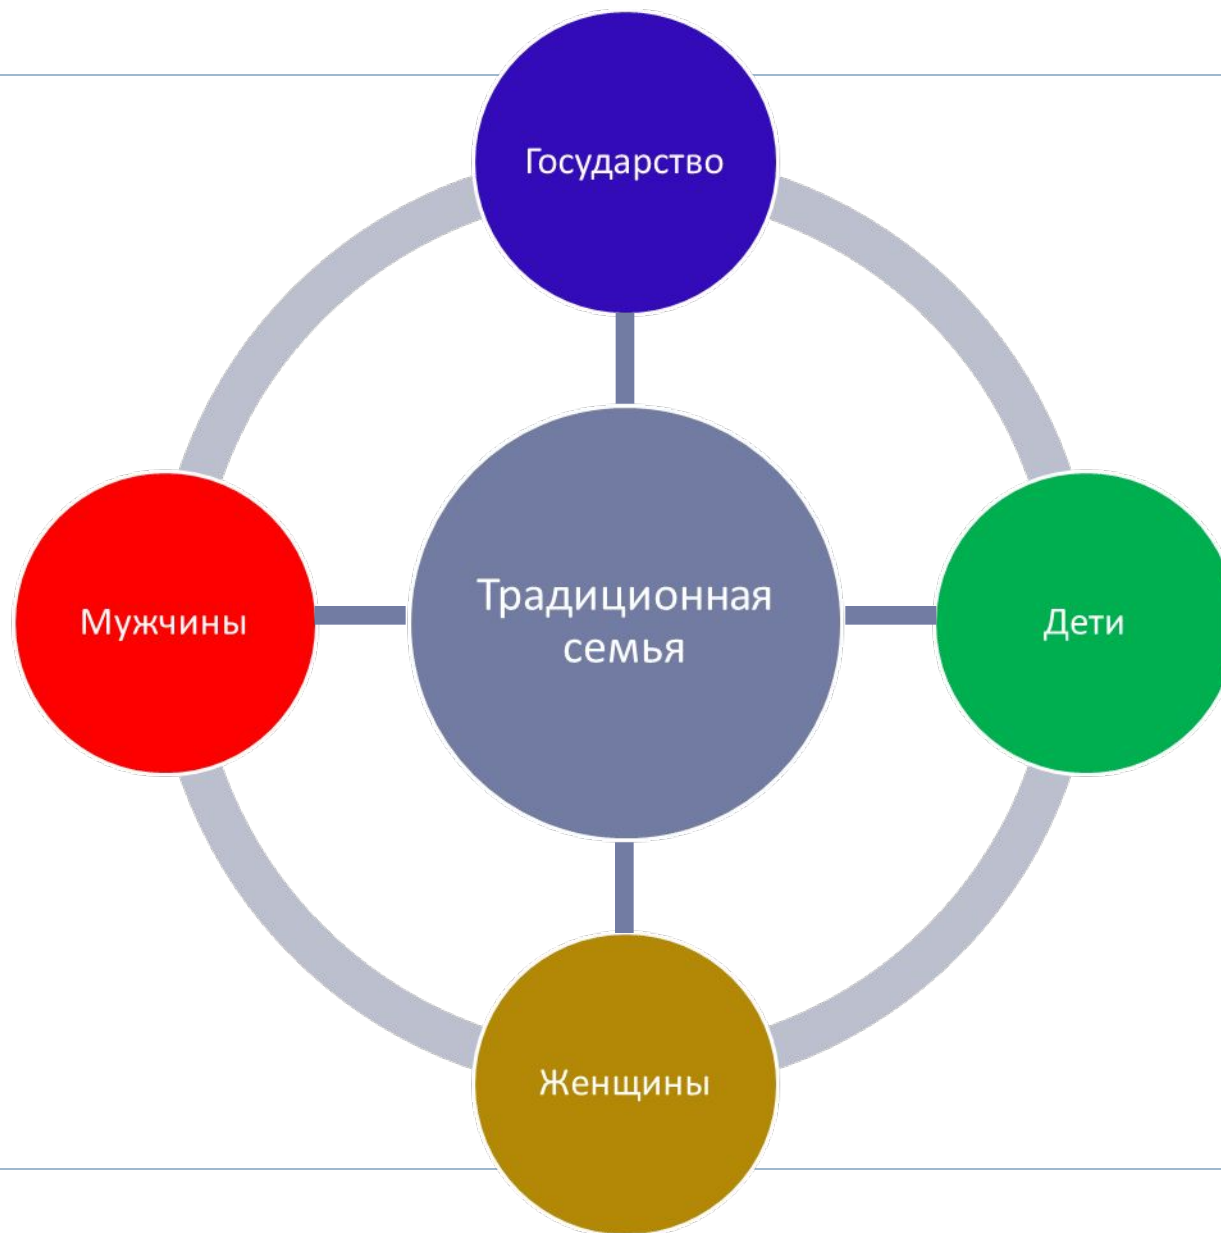 Государство
Мужчины
Традиционная
семья
Дети
Женщины